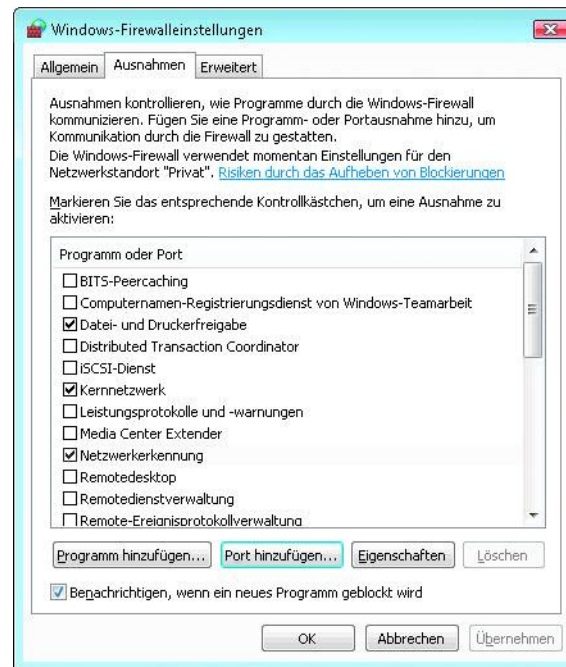 Windows-Firewalleinstellungen
Allgemein
Ausnahmen
Erweitert
Ausnahmen kontrollieren, wie Programme durch die Windows-Firewall
kommunizieren. Fügen Sie eine Programm- oder Portausnahme hinzu, um
Kommunikation durch die Firewall zu gestatten.
Die Windows-Firewall verwendet momentan Einstellungen für den
Netzwerkstandort "Privat". Risiken durch das Aufheben von Blockierungen
Markieren Sie das entsprechende Kontrollkästchen, um eine Ausnahme zu
aktivieren:
Programm oder Port
BITS-Peercaching
Computernamen-Registrierungsdienst von Windows-Teamarbeit
Datei- und Druckerfreigabe
Distributed Transaction Coordinator
iSCSI-Dienst
Kernnetzwerk
Leistungsprotokolle und -warnungen
Media Center Extender
Netzwerkerkennung
Remotedesktop
Remotedienstverwaltung
Remote-Ereignisprotokollverwaltung
Programm hinzufügen...
Port hinzufügen...
Eigenschaften
Löschen
Benachrichtigen, wenn ein neues Programm geblockt wird
OK
Abbrechen
Übernehmen